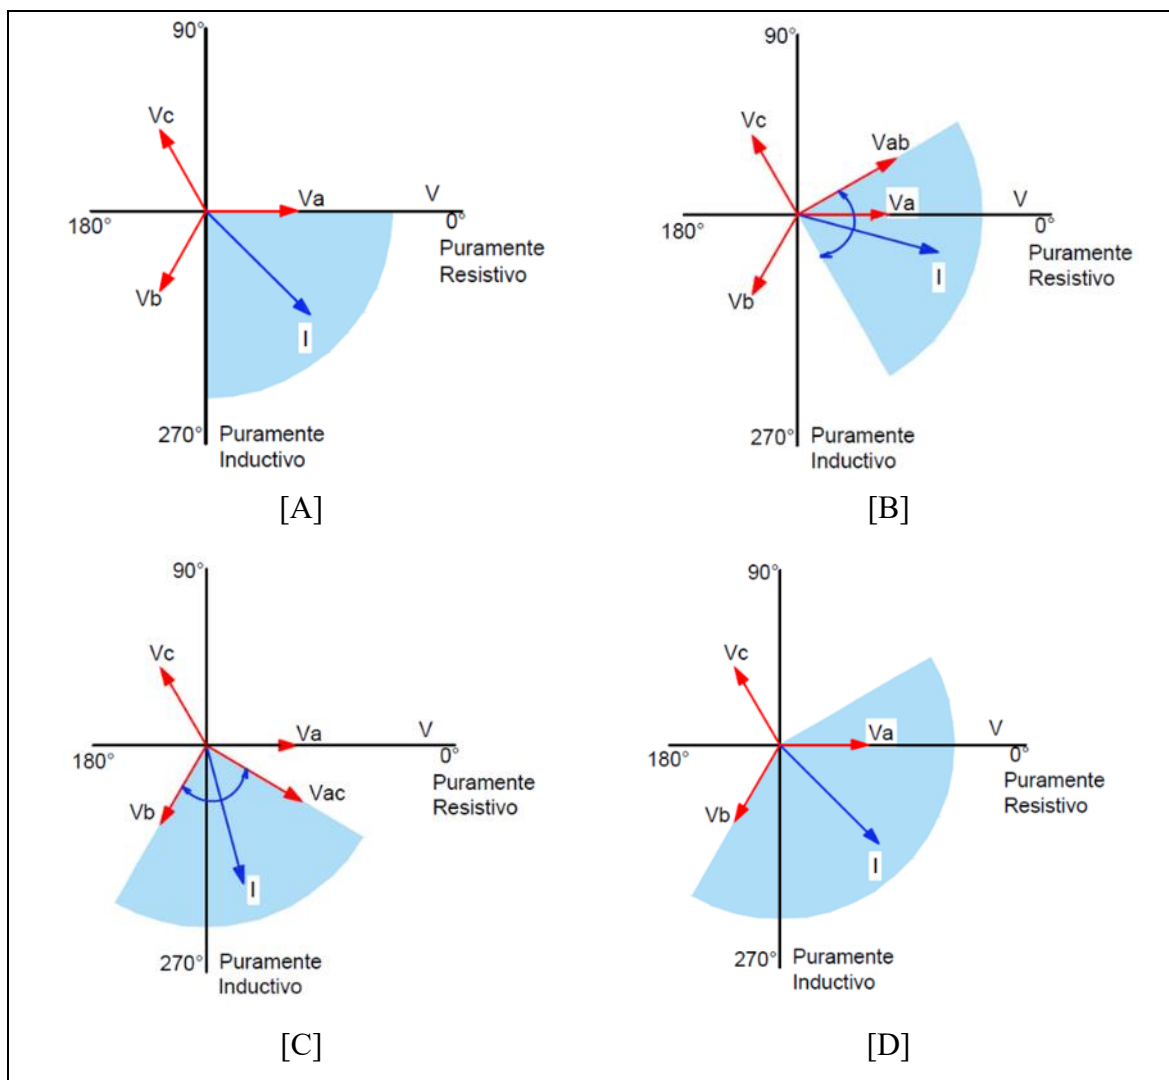 90°
Vc
Va
V
180°
0°
Puramente
Resistivo
Vb
I
270°
Puramente
Inductivo
[A]
90°
Vc
Vab
Va
V
180°
0°
Puramente
Resistivo
Vb
I
270°
Puramente
Inductivo
[B]
90°
Vc
Va
V
180°
0°
Puramente
Resistivo
Vac
Vb
I
270°
Puramente
Inductivo
[C]
90°
Vc
Va
V
180°
0°
Puramente
Resistivo
Vb
I
270°
Puramente
Inductivo
[D]